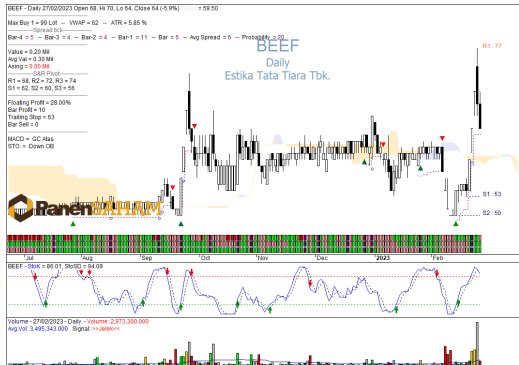 BEEF - Daily 27/02/2023 Open 68, Hi 70, Lo 64, Close 64 (-5.9%) = 59.50
Max Buy 1 = 99 Lot -- VWAP = 62 -- ATR = 5.85 %
Spread tick
Bar-4 = 5 -- Bar-3 = 4 -- Bar-2 = 4 -- Bar-1 = 11 -- Bar = 6 -- Avg Spread = 6 -- Probability = 20
Value = 0.20 Mil
Avg Val = 0.30 Mil
Asing = 0.00 Mil
S&R Pivot
R1 = 68, R2 = 72, R3 = 74
S1 = 62, S2 = 60, S3 = 56
Floating Profit = 28.00%
Bar Profit = 10
Trailing Stop = 63
Bar Sell = 0
MACD = GC Atas
STO = Down OB
BEEF
Daily
Estika Tata Tiara Tbk.
R1: 77
S1: 53
S2: 50
PanenSAHAM
Jul Aug Sep Oct Nov Dec 2023 Feb
BEEF - StoK = 86.01, StoSD = 94.09
Volume - 27/02/2023 - Daily - Volume: 2,973,300.000
Avg.Vol: 3,495,343.000 Signal: >>Jelek<<